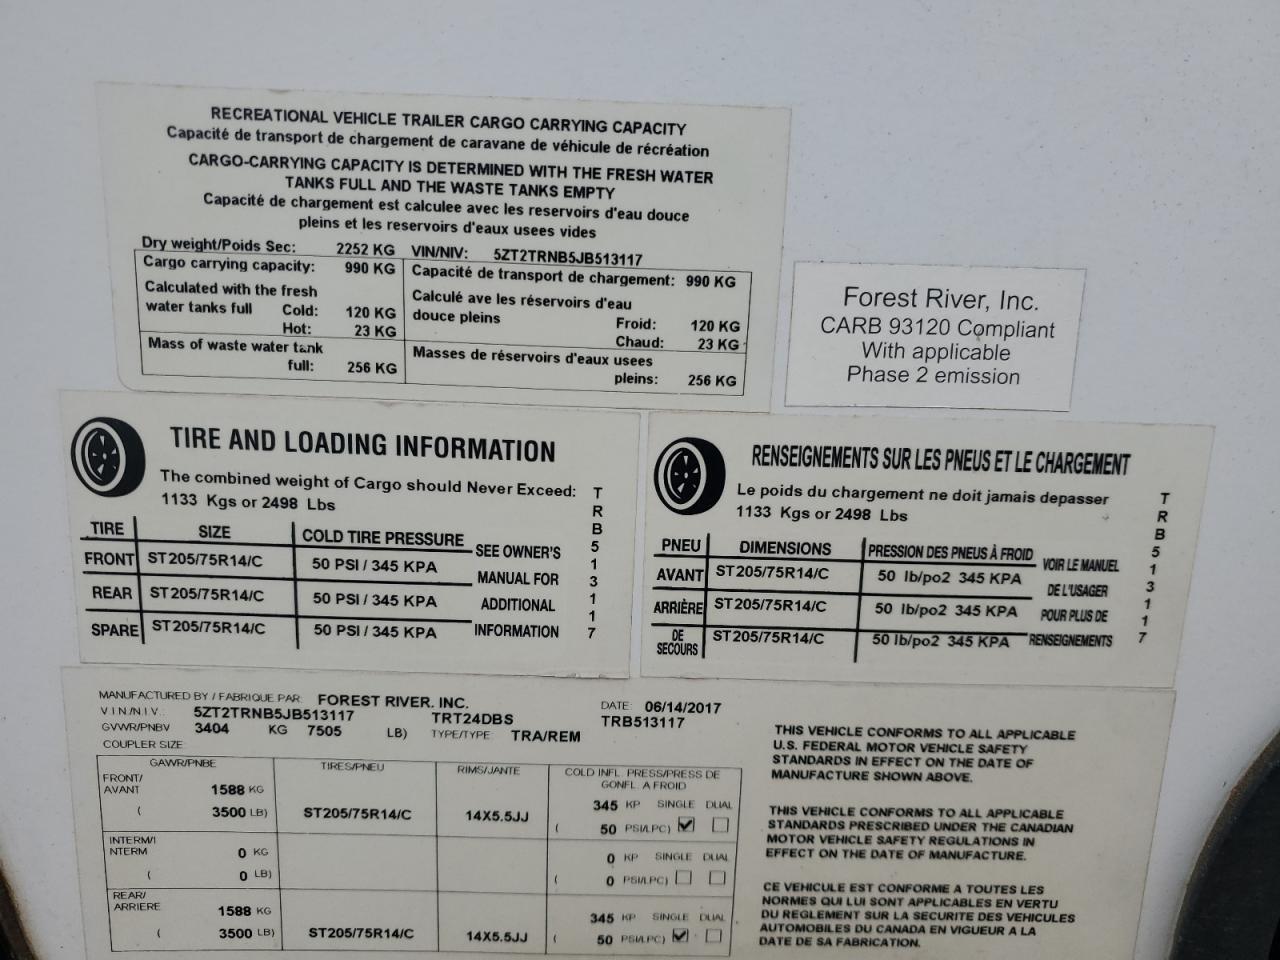 RECREATIONAL VEHICLE TRAILER CARGO CARRYING CAPACITY
Capacité de transport de chargement de caravane de véhicule de récréation
CARGO-CARRYING CAPACITY IS DETERMINED WITH THE FRESH WATER
TANKS FULL AND THE WASTE TANKS EMPTY
Capacité de chargement est calculee avec les reservoirs d'eau douce
pleins et les reservoirs d'eaux usees vides
Dry weight/Poids Sec: 2252 KG VIN/NIV: 5ZT2TRNB5JB513117
Cargo carrying capacity: 990 KG Capacité de transport de chargement: 990 KG
Calculated with the fresh
water tanks full Cold: 120 KG
Hot: 23 KG
Calculé ave les réservoirs d'eau
douce pleins
Froid: 120 KG
Chaud: 23 KG
Mass of waste water tank
full: 256 KG
Masses de réservoirs d'eaux usees
pleins: 256 KG
Forest River, Inc.
CARB 93120 Compliant
With applicable
Phase 2 emission
TIRE AND LOADING INFORMATION
The combined weight of Cargo should Never Exceed:
1133 Kgs or 2498 Lbs
TIRE SIZE COLD TIRE PRESSURE
FRONT ST205/75R14/C 50 PSI / 345 KPA
REAR ST205/75R14/C 50 PSI / 345 KPA
SPARE ST205/75R14/C 50 PSI / 345 KPA
SEE OWNER'S
MANUAL FOR
ADDITIONAL
INFORMATION
TRB513117
RENSEIGNEMENTS SUR LES PNEUS ET LE CHARGEMENT
Le poids du chargement ne doit jamais depasser
1133 Kgs or 2498 Lbs
PNEU DIMENSIONS PRESSION DES PNEUS À FROID
AVANT ST205/75R14/C 50 lb/po2 345 KPA
ARRIÈRE ST205/75R14/C 50 lb/po2 345 KPA
DE
SECOURS ST205/75R14/C 50 lb/po2 345 KPA
VOIR LE MANUEL
DE L'USAGER
POUR PLUS DE
RENSEIGNEMENTS
TRB513117
MANUFACTURED BY / FABRIQUE PAR: FOREST RIVER, INC. DATE: 06/14/2017
V.I.N./N.I.V.: 5ZT2TRNB5JB513117 TRT24DBS TRB513117
GVWR/PNBV 3404 KG 7505 LB) TYPE/TYPE: TRA/REM
COUPLER SIZE:
GAWR/PNBE TIRES/PNEU RIMS/JANTE COLD INFL. PRESS/PRESS DE
GONFL. A FROID
FRONT/
AVANT 1588 KG
( 3500 LB) ST205/75R14/C 14X5.5JJ
345 KP SINGLE DUAL
( 50 PSI/LPC)
INTERM/I
NTERM 0 KG
( 0 LB)
0 KP SINGLE DUAL
( 0 PSI/LPC)
REAR/
ARRIERE 1588 KG
( 3500 LB) ST205/75R14/C 14X5.5JJ
345 KP SINGLE DUAL
( 50 PSI/LPC)
THIS VEHICLE CONFORMS TO ALL APPLICABLE
U.S. FEDERAL MOTOR VEHICLE SAFETY
STANDARDS IN EFFECT ON THE DATE OF
MANUFACTURE SHOWN ABOVE.
THIS VEHICLE CONFORMS TO ALL APPLICABLE
STANDARDS PRESCRIBED UNDER THE CANADIAN
MOTOR VEHICLE SAFETY REGULATIONS IN
EFFECT ON THE DATE OF MANUFACTURE.
CE VEHICULE EST CONFORME A TOUTES LES
NORMES QUI LUI SONT APPLICABLES EN VERTU
DU REGLEMENT SUR LA SECURITE DES VEHICULES
AUTOMOBILES DU CANADA EN VIGUEUR A LA
DATE DE SA FABRICATION.